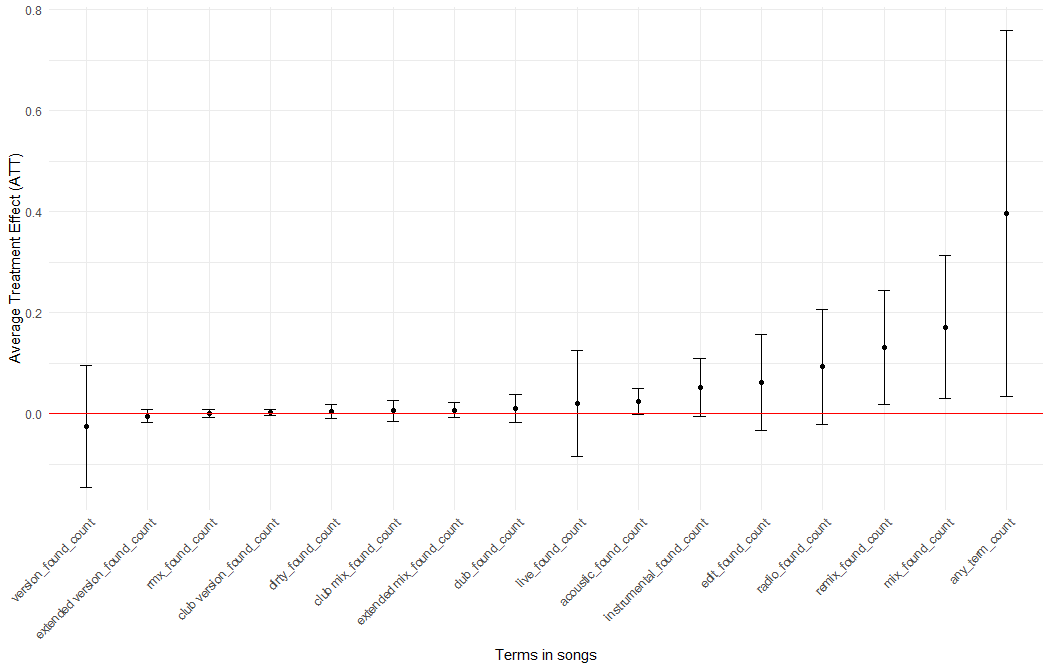 0.8
0.6
0.4
0.2
0.0
Average Treatment Effect (ATT)
version_found_count
extended version_found_count
rmx_found_count
club version_found_count
dirty_found_count
club mix_found_count
extended mix_found_count
dub_found_count
live_found_count
acoustic_found_count
instrumental_found_count
edit_found_count
radio_found_count
remix_found_count
mix_found_count
any_term_count
Terms in songs